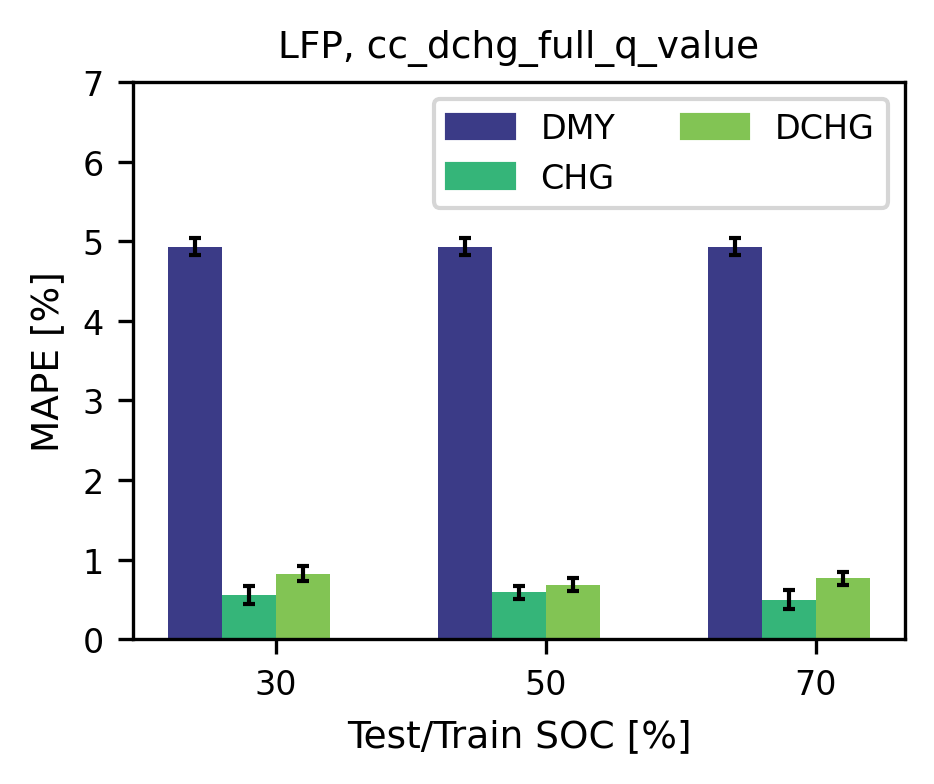 LFP, cc_dchg_full_q_value
DMY
CHG
DCHG
MAPE [%]
7
6
5
4
3
2
1
0
30
50
70
Test/Train SOC [%]